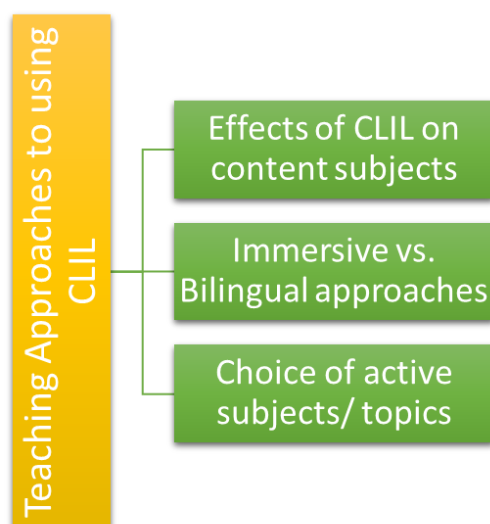 Teaching Approaches to using
CLIL
Effects of CLIL on
content subjects
Immersive vs.
Bilingual approaches
Choice of active
subjects/ topics